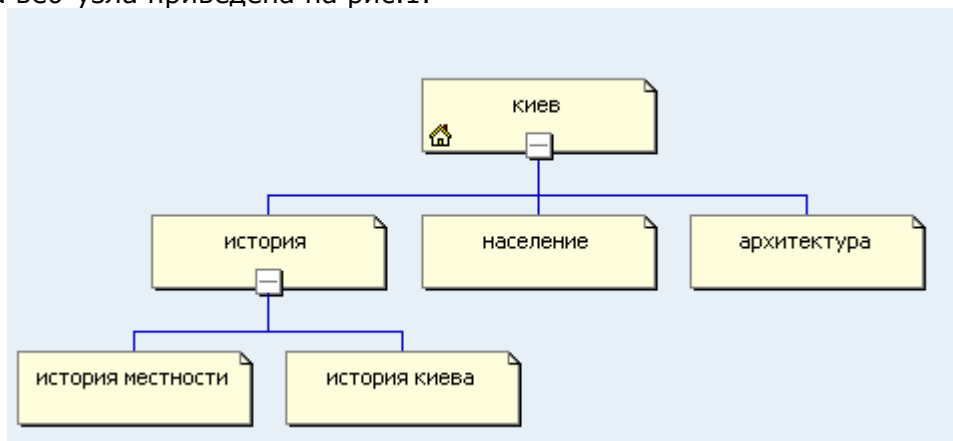 веб-узла приведена на рис.1.
киев
история
население
архитектура
история местности
история киева